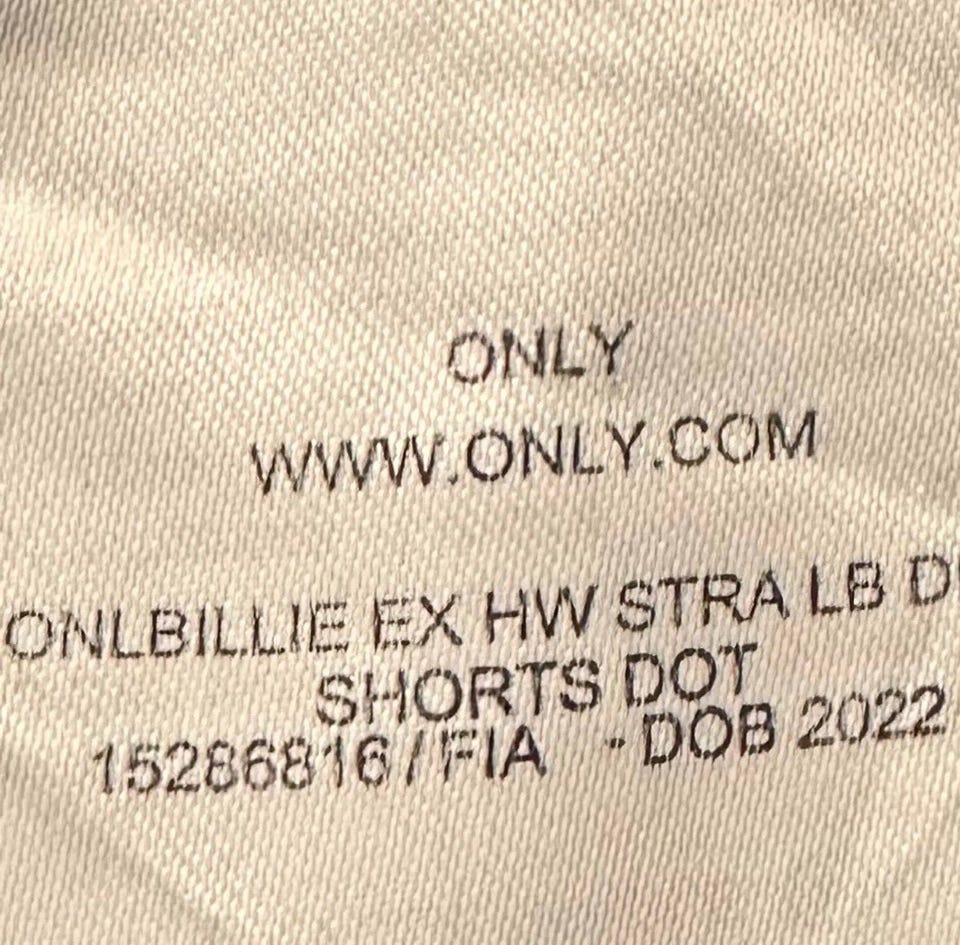 ONLY
WWW.ONLY.COM
ONLBILLIE EX HW STRA LB
SHORTS DOT
15286816 / FIA - DOB 2022